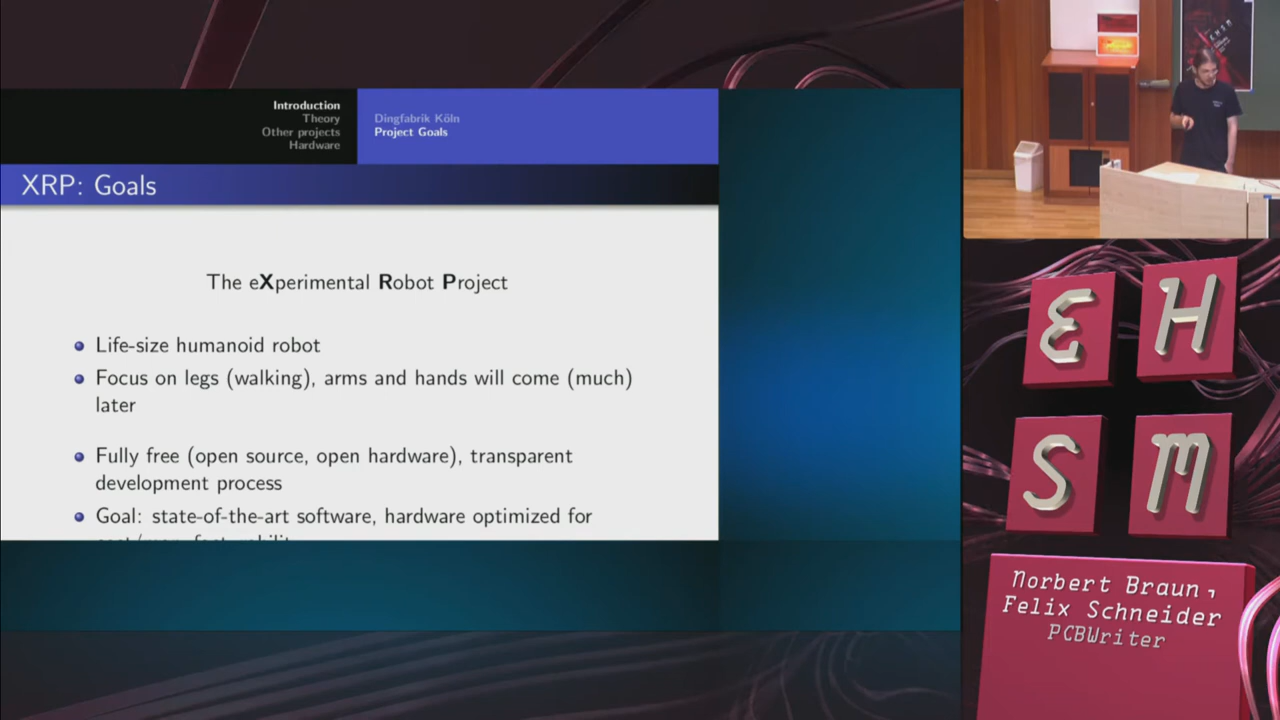 Introduction
Theory
Other projects
Hardware
Dingfabrik Köln
Project Goals
XRP: Goals
The eXperimental Robot Project
Life-size humanoid robot
Focus on legs (walking), arms and hands will come (much)
later
Fully free (open source, open hardware), transparent
development process
Goal: state-of-the-art software, hardware optimized for
E H
S M
Norbert Braun,
Felix Schneider
PCBWriter